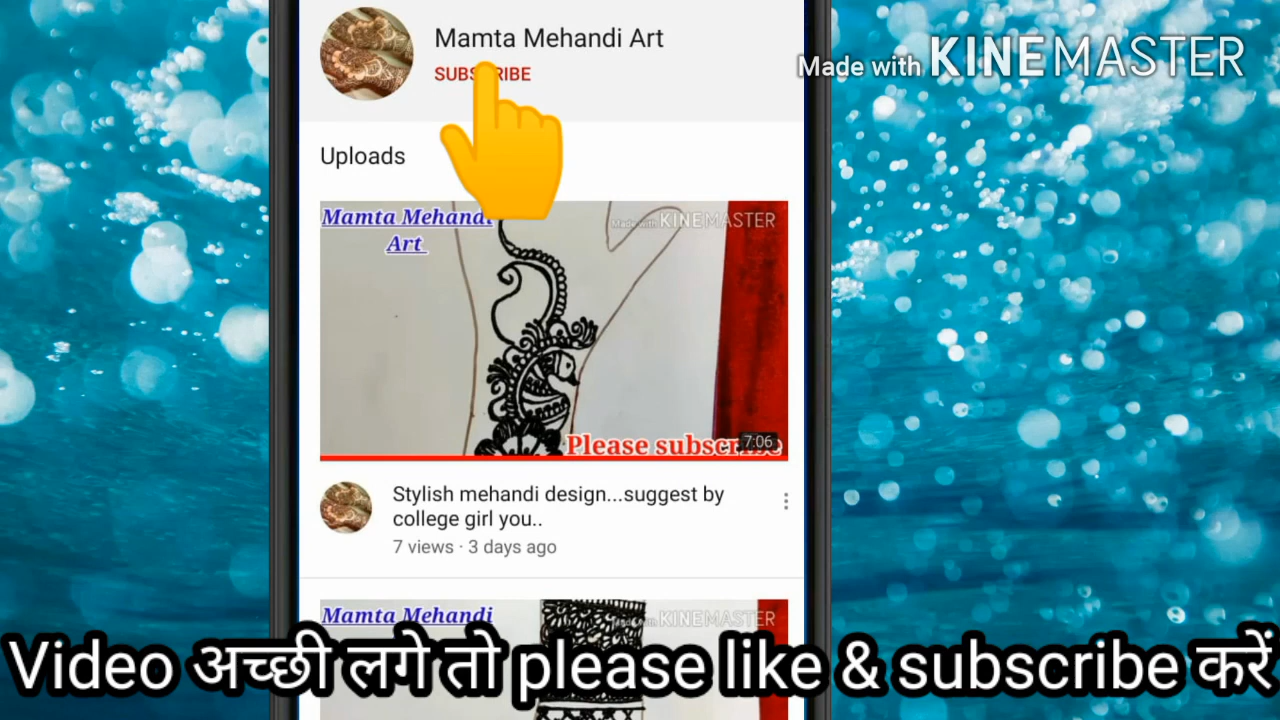 Mamta Mehandi Art
SUBSCRIBE
Made with KINEMASTER
Uploads
Mamta Mehandi
Art
Made with KINEMASTER
Please subscribe
7:06
Stylish mehandi design...suggest by
college girl you..
7 views · 3 days ago
Mamta Mehandi
Made with KINEMASTER
Video अच्छी लगे तो please like & subscribe करें